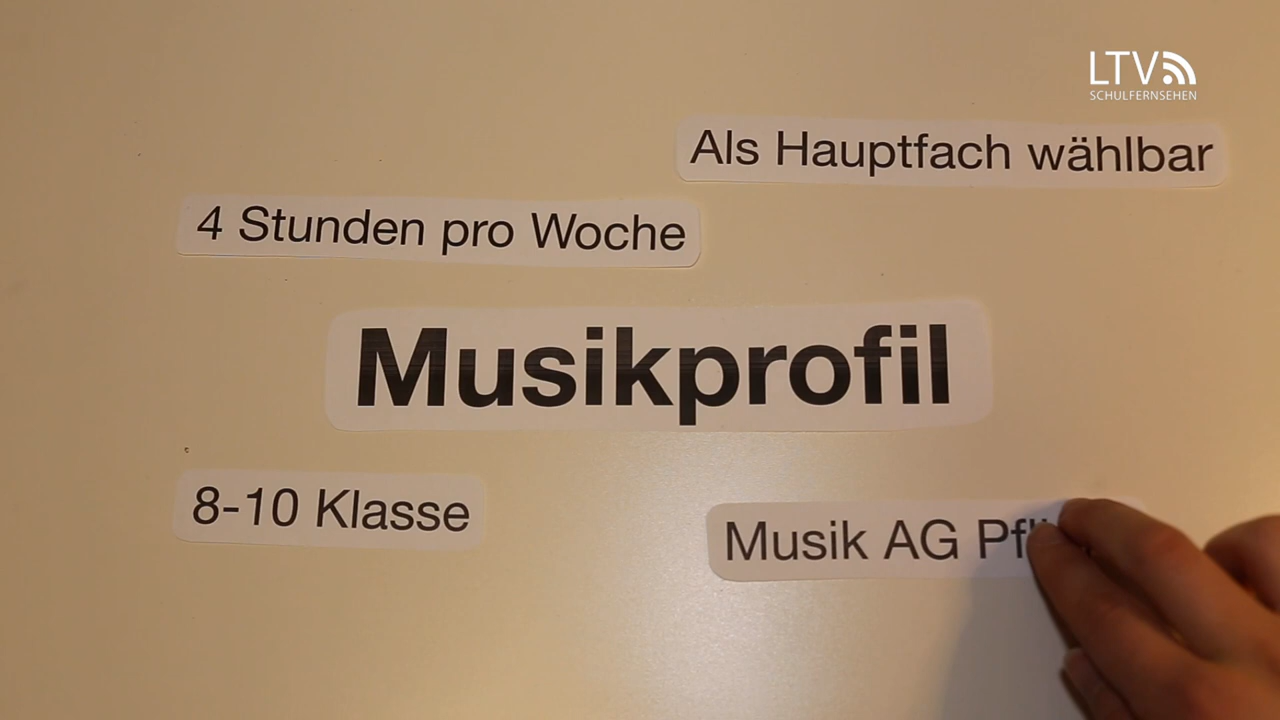 LTV
SCHULFERNSEHEN
Als Hauptfach wählbar
4 Stunden pro Woche
Musikprofil
8-10 Klasse
Musik AG